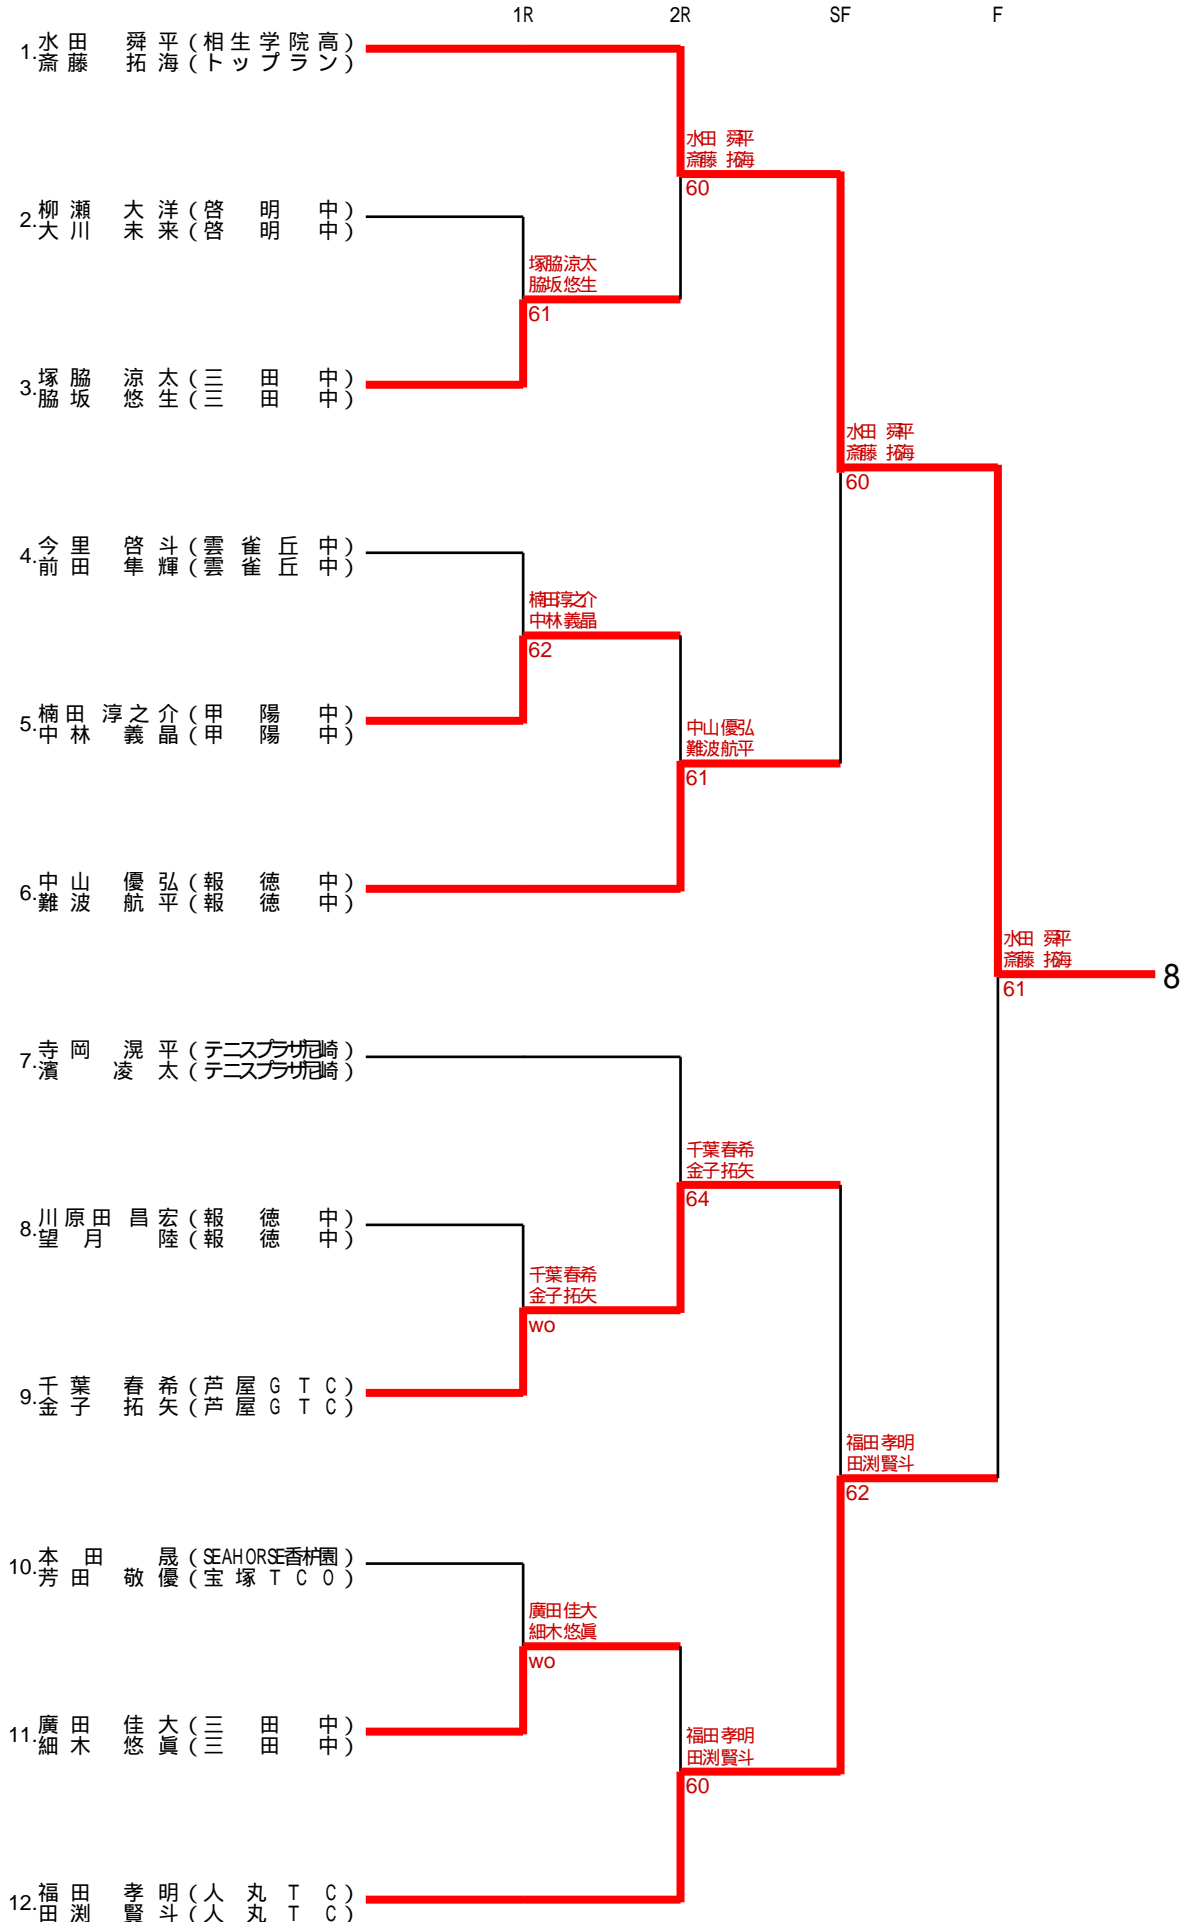 1R 2R SF F
1. 水田 舜平(相生学院高)
斎藤 拓海(トップラン)
水田 舜平
斎藤 拓海
60
2. 柳瀬 大洋(啓明中)
大川 未来(啓明中)
塚脇涼太
脇坂悠生
61
3. 塚脇 涼太(三田中)
脇坂 悠生(三田中)
水田 舜平
斎藤 拓海
60
4. 今里 啓斗(雲雀丘中)
前田 隼輝(雲雀丘中)
楠田淳之介
中林義晶
62
5. 楠田 淳之介(甲陽中)
中林 義晶(甲陽中)
中山優弘
難波航平
61
6. 中山 優弘(報徳中)
難波 航平(報徳中)
水田 舜平
斎藤 拓海
61
8
7. 寺岡 滉平(テニスプラザ尼崎)
濱 凌太(テニスプラザ尼崎)
千葉春希
金子拓矢
64
8. 川原田 昌宏(報徳中)
望月 陸(報徳中)
千葉春希
金子拓矢
wo
9. 千葉 春希(芦屋GTC)
金子 拓矢(芦屋GTC)
福田孝明
田渕賢斗
62
10. 本田 晟(SEAHORSE香枦園)
芳田 敬優(宝塚TCO)
廣田佳大
細木悠眞
wo
11. 廣田 佳大(三田中)
細木 悠眞(三田中)
福田孝明
田渕賢斗
60
12. 福田 孝明(人丸TC)
田渕 賢斗(人丸TC)